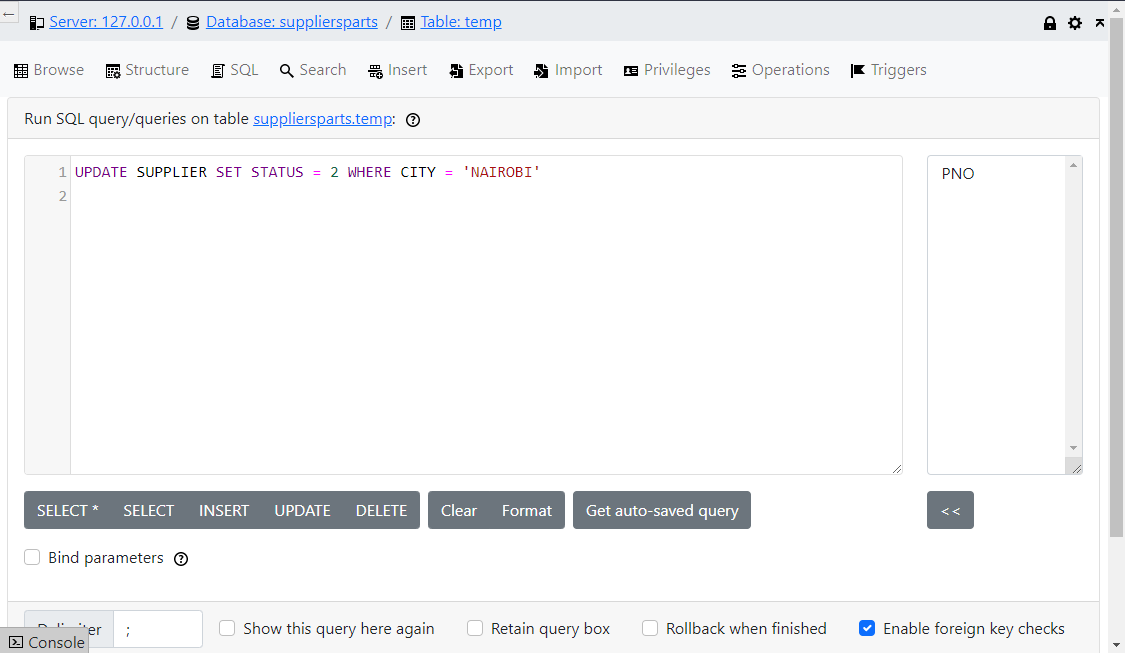 ← Server: 127.0.0.1 / Database: suppliersparts / Table: temp
Browse Structure SQL Search Insert Export Import Privileges Operations Triggers
Run SQL query/queries on table suppliersparts.temp:
1 UPDATE SUPPLIER SET STATUS = 2 WHERE CITY = 'NAIROBI'
2
PNO
SELECT * SELECT INSERT UPDATE DELETE Clear Format Get auto-saved query <<
Bind parameters
Delimiter ; Show this query here again Retain query box Rollback when finished Enable foreign key checks
Console